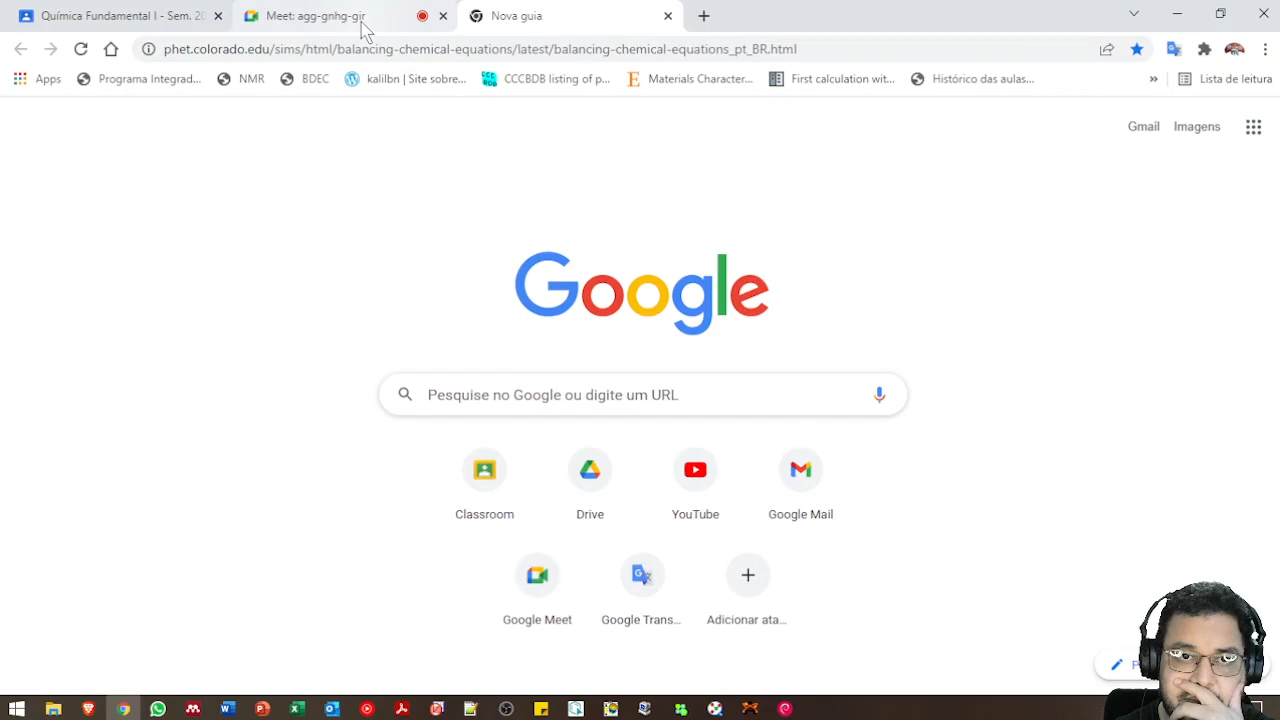 Química Fundamental I - Sem. 20
Meet: agg-gnhg-gir
Nova guia
phet.colorado.edu/sims/html/balancing-chemical-equations/latest/balancing-chemical-equations_pt_BR.html
Apps
Programa Integrad...
NMR
BDEC
kalilbn | Site sobre...
CCCBDB listing of p...
Materials Character...
First calculation wit...
Histórico das aulas...
»
Lista de leitura
Gmail
Imagens
Google
Pesquise no Google ou digite um URL
Classroom
Drive
YouTube
Google Mail
Google Meet
Google Trans...
Adicionar ata...